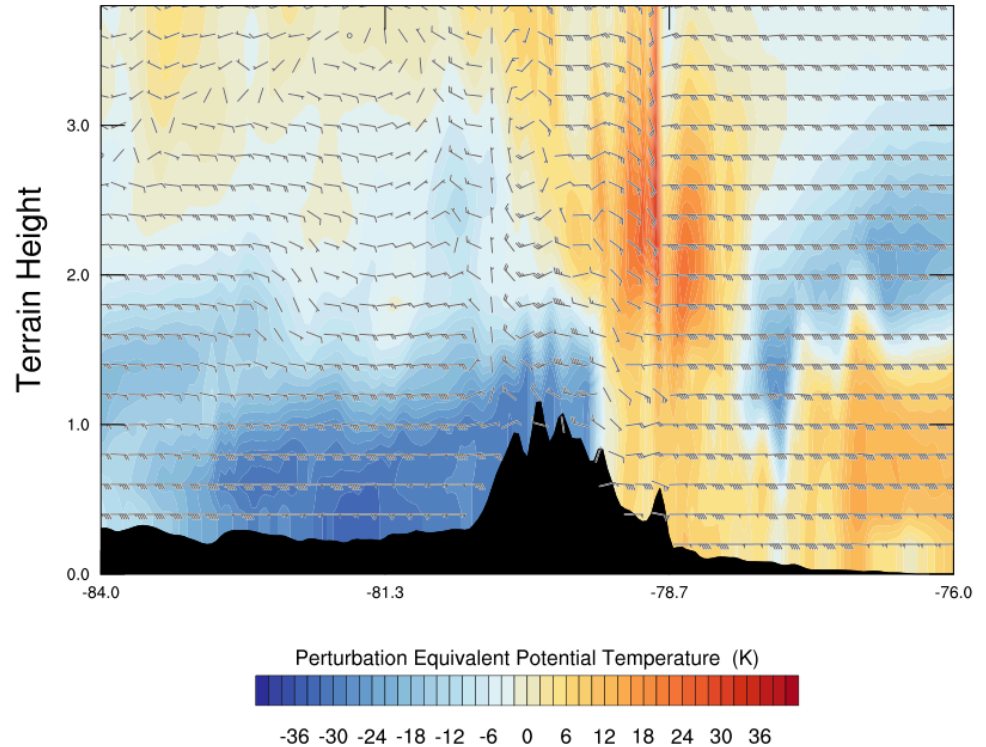 Terrain Height
3.0
2.0
1.0
0.0
-84.0 -81.3 -78.7 -76.0
Perturbation Equivalent Potential Temperature (K)
-36 -30 -24 -18 -12 -6 0 6 12 18 24 30 36